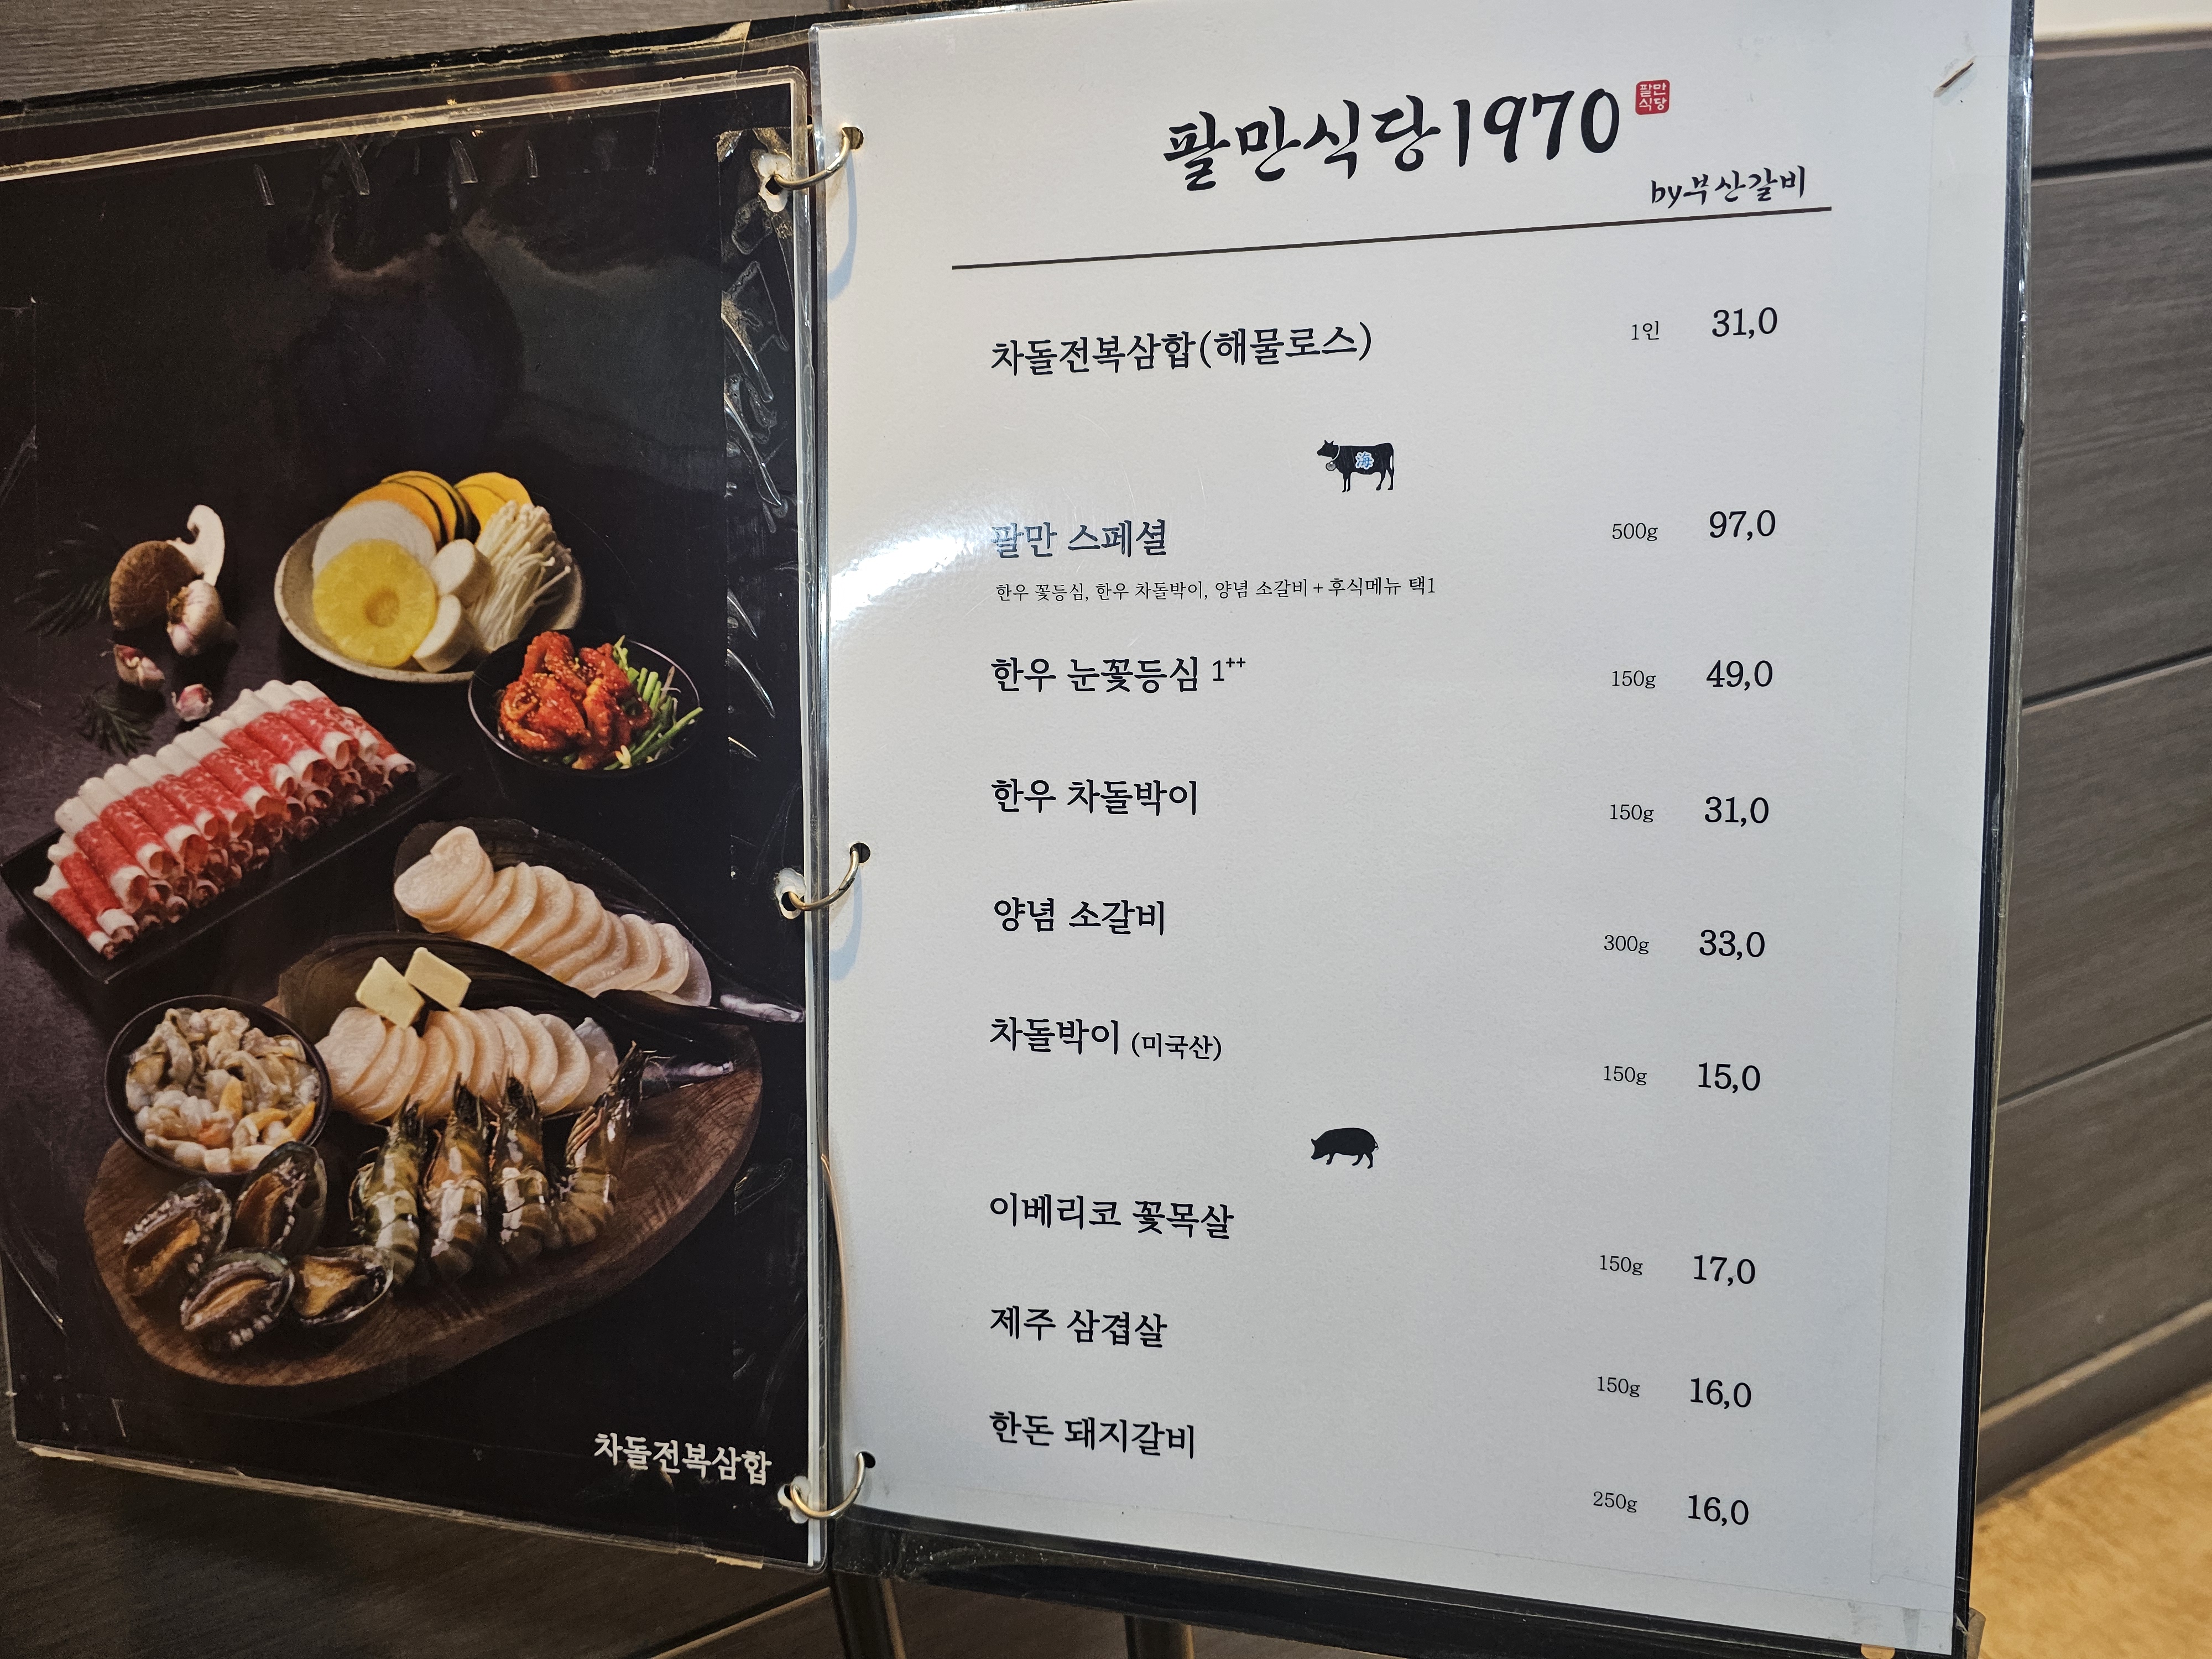 차돌전복삼합
팔만식당1970
팔만
식당
by부산갈비
차돌전복삼합(해물로스) 1인 31,0
海
팔만 스페셜 500g 97,0
한우 꽃등심, 한우 차돌박이, 양념 소갈비 + 후식메뉴 택1
한우 눈꽃등심 1++ 150g 49,0
한우 차돌박이 150g 31,0
양념 소갈비 300g 33,0
차돌박이 (미국산) 150g 15,0
이베리코 꽃목살 150g 17,0
제주 삼겹살 150g 16,0
한돈 돼지갈비 250g 16,0